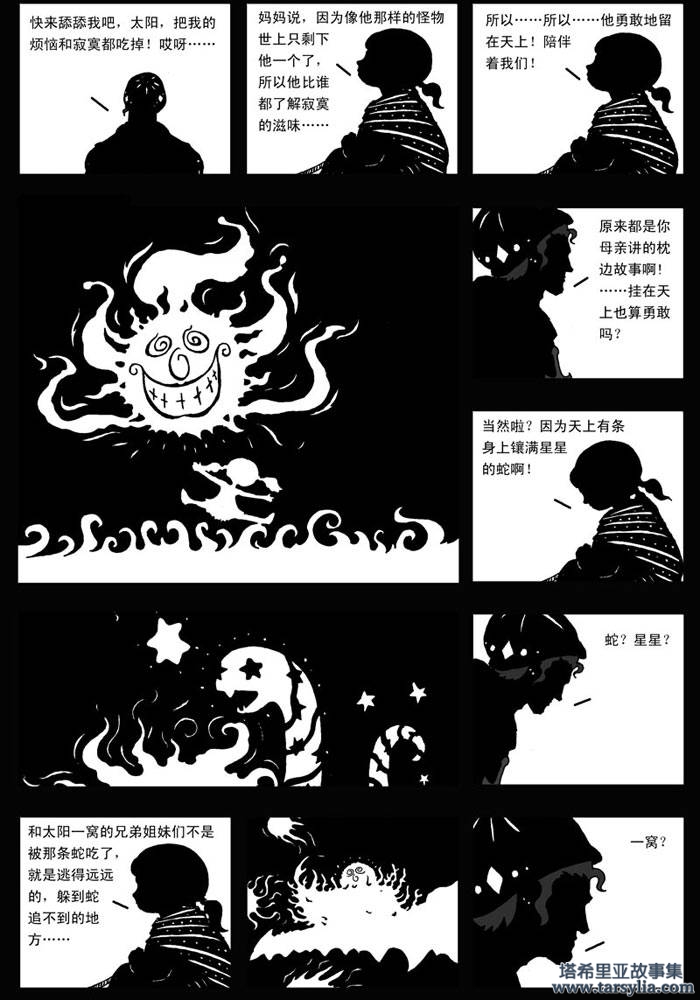 快来舔舔我吧，太阳，把我的
烦恼和寂寞都吃掉！哎呀……
妈妈说，因为像他那样的怪物
世上只剩下
他一个了，
所以他比谁
都了解寂寞
的滋味……
所以……所以……他勇敢地留
在天上！陪伴
着我们！
原来都是你
母亲讲的枕
边故事啊！
……挂在天
上也算勇敢
吗？
当然啦？因为天上有条
身上镶满星星
的蛇啊！
蛇？星星？
和太阳一窝的兄弟姐妹们不是
被那条蛇吃了，
就是逃得远远
的，躲到蛇
追不到的地
方……
一窝？
塔希里亚故事集
www.tarsylia.com